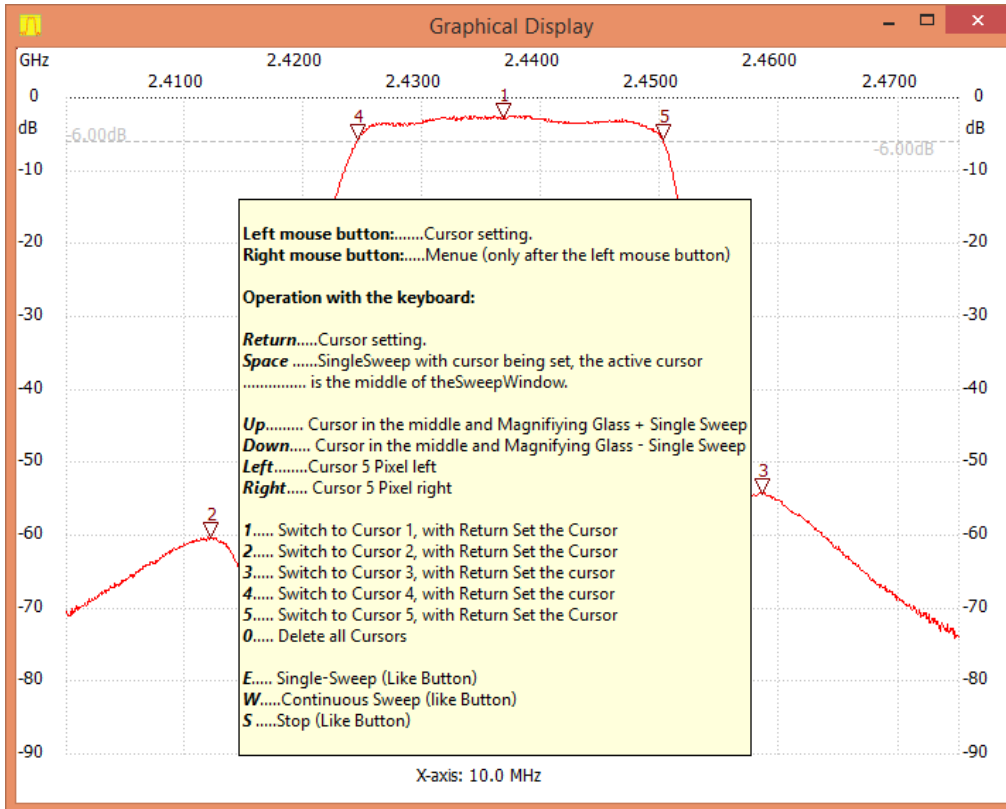 Graphical Display
GHz 2.4200 2.4400 2.4600
2.4100 2.4300 2.4500 2.4700
0 1 0
dB 4 5 dB
-6.00dB
-6.00dB
-10 -10
Left mouse button:.......Cursor setting.
-20 -20
Right mouse button:.....Menue (only after the left mouse button)
Operation with the keyboard:
-30 -30
Return.....Cursor setting.
Space ......SingleSweep with cursor being set, the active cursor
............... is the middle of theSweepWindow.
-40 -40
Up......... Cursor in the middle and Magnifiying Glass + Single Sweep
Down..... Cursor in the middle and Magnifying Glass - Single Sweep
-50 -50
Left........Cursor 5 Pixel left
3
Right..... Cursor 5 Pixel right
2
1..... Switch to Cursor 1, with Return Set the Cursor
-60 -60
2..... Switch to Cursor 2, with Return Set the Cursor
3..... Switch to Cursor 3, with Return Set the cursor
4..... Switch to Cursor 4, with Return Set the cursor
-70 -70
5..... Switch to Cursor 5, with Return Set the Cursor
0..... Delete all Cursors
-80 -80
E..... Single-Sweep (Like Button)
W.....Continuous Sweep (like Button)
S .....Stop (Like Button)
-90 -90
X-axis: 10.0 MHz